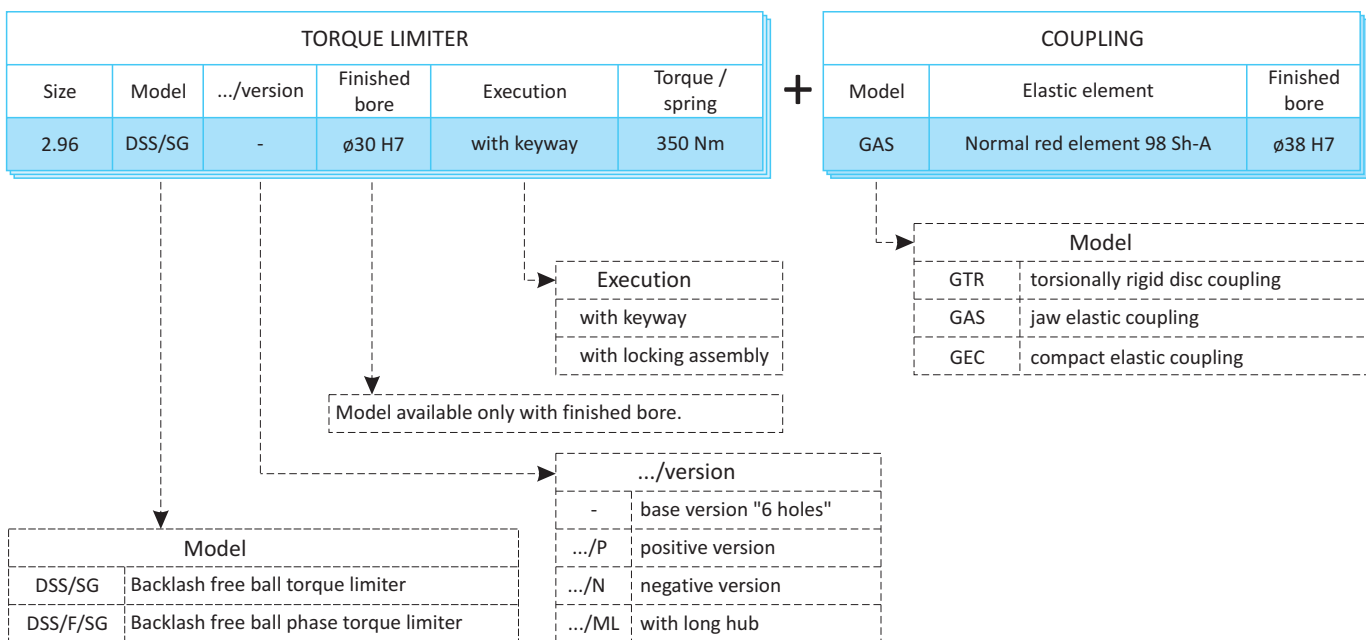 TORQUE LIMITER
Size Model .../version Finished bore Execution Torque / spring
2.96 DSS/SG - ø30 H7 with keyway 350 Nm
+
COUPLING
Model Elastic element Finished bore
GAS Normal red element 98 Sh-A ø38 H7
Model
GTR torsionally rigid disc coupling
GAS jaw elastic coupling
GEC compact elastic coupling
Execution
with keyway
with locking assembly
Model available only with finished bore.
.../version
- base version "6 holes"
.../P positive version
.../N negative version
.../ML with long hub
Model
DSS/SG Backlash free ball torque limiter
DSS/F/SG Backlash free ball phase torque limiter